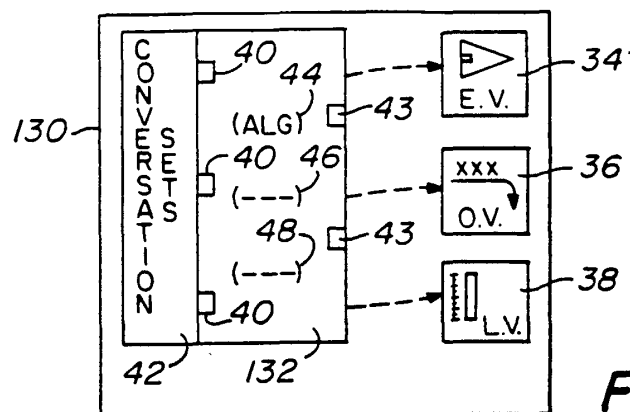 CONVERSATION
SETS
40
44
34
E.V.
(ALG)
43
130
40
46
xxx
36
(---)
O.V.
48
43
(---)
38
40
L.V.
42
132
F